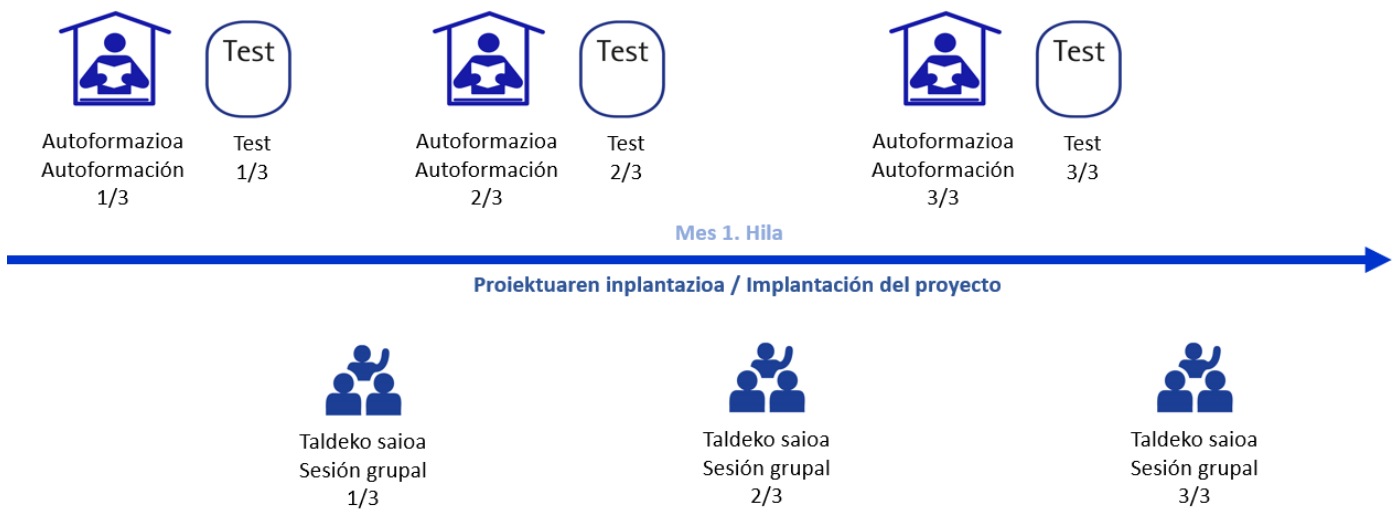 Test
Test
Test
Autoformazioa
Autoformación
1/3
Test
1/3
Autoformazioa
Autoformación
2/3
Test
2/3
Autoformazioa
Autoformación
3/3
Test
3/3
Mes 1. Hila
Proiektuaren inplantazioa / Implantación del proyecto
Taldeko saioa
Sesión grupal
1/3
Taldeko saioa
Sesión grupal
2/3
Taldeko saioa
Sesión grupal
3/3